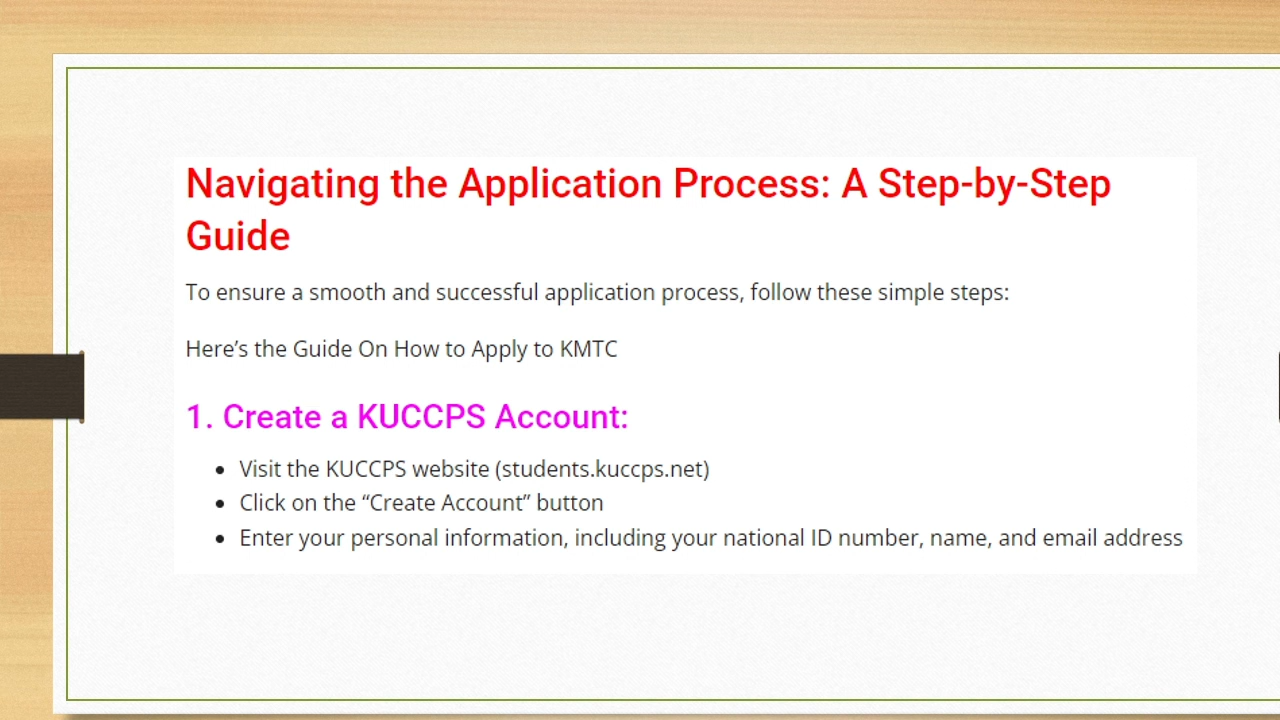 Navigating the Application Process: A Step-by-Step
Guide
To ensure a smooth and successful application process, follow these simple steps:
Here’s the Guide On How to Apply to KMTC
1. Create a KUCCPS Account:
• Visit the KUCCPS website (students.kuccps.net)
• Click on the “Create Account” button
• Enter your personal information, including your national ID number, name, and email address